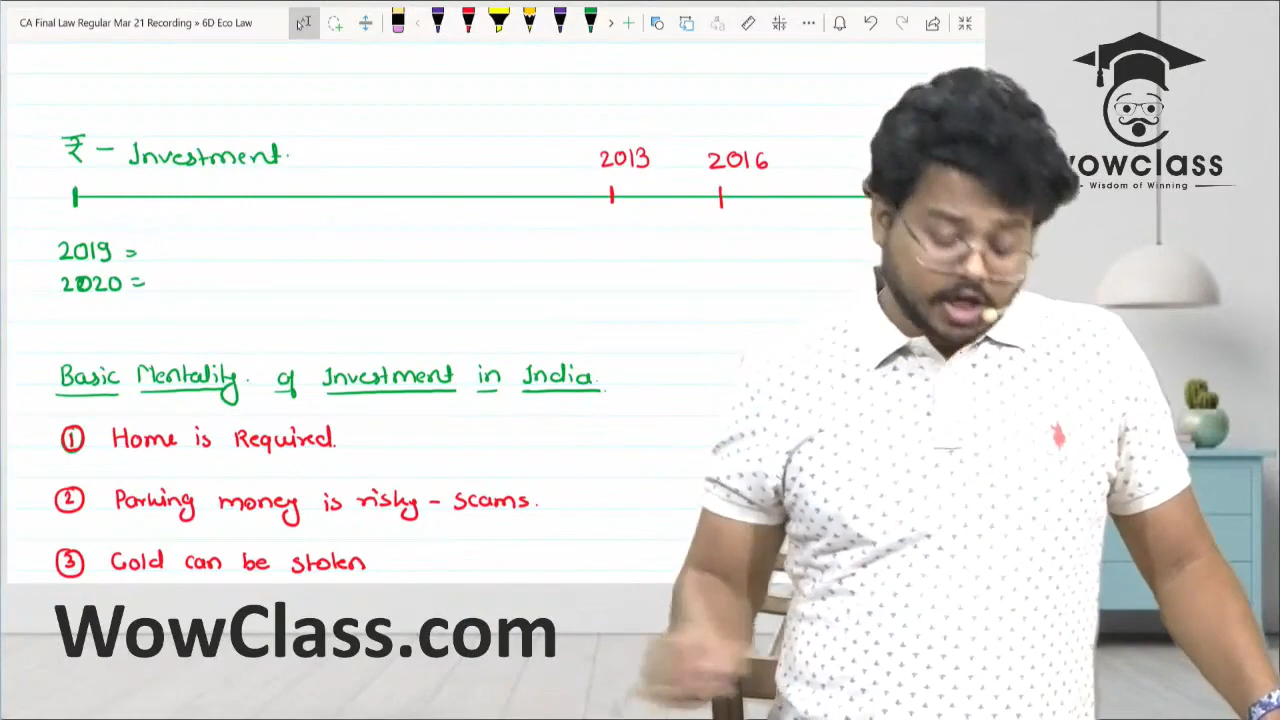 CA Final Law Regular Mar 21 Recording » 6D Eco Law
₹ - Investment.
2013 2016
wowclass
- Wisdom of Winning
2019 =
2020 =
Basic Mentality of Investment in India.
① Home is Required.
② Parking money is risky - scams.
③ Gold can be stolen
WowClass.com